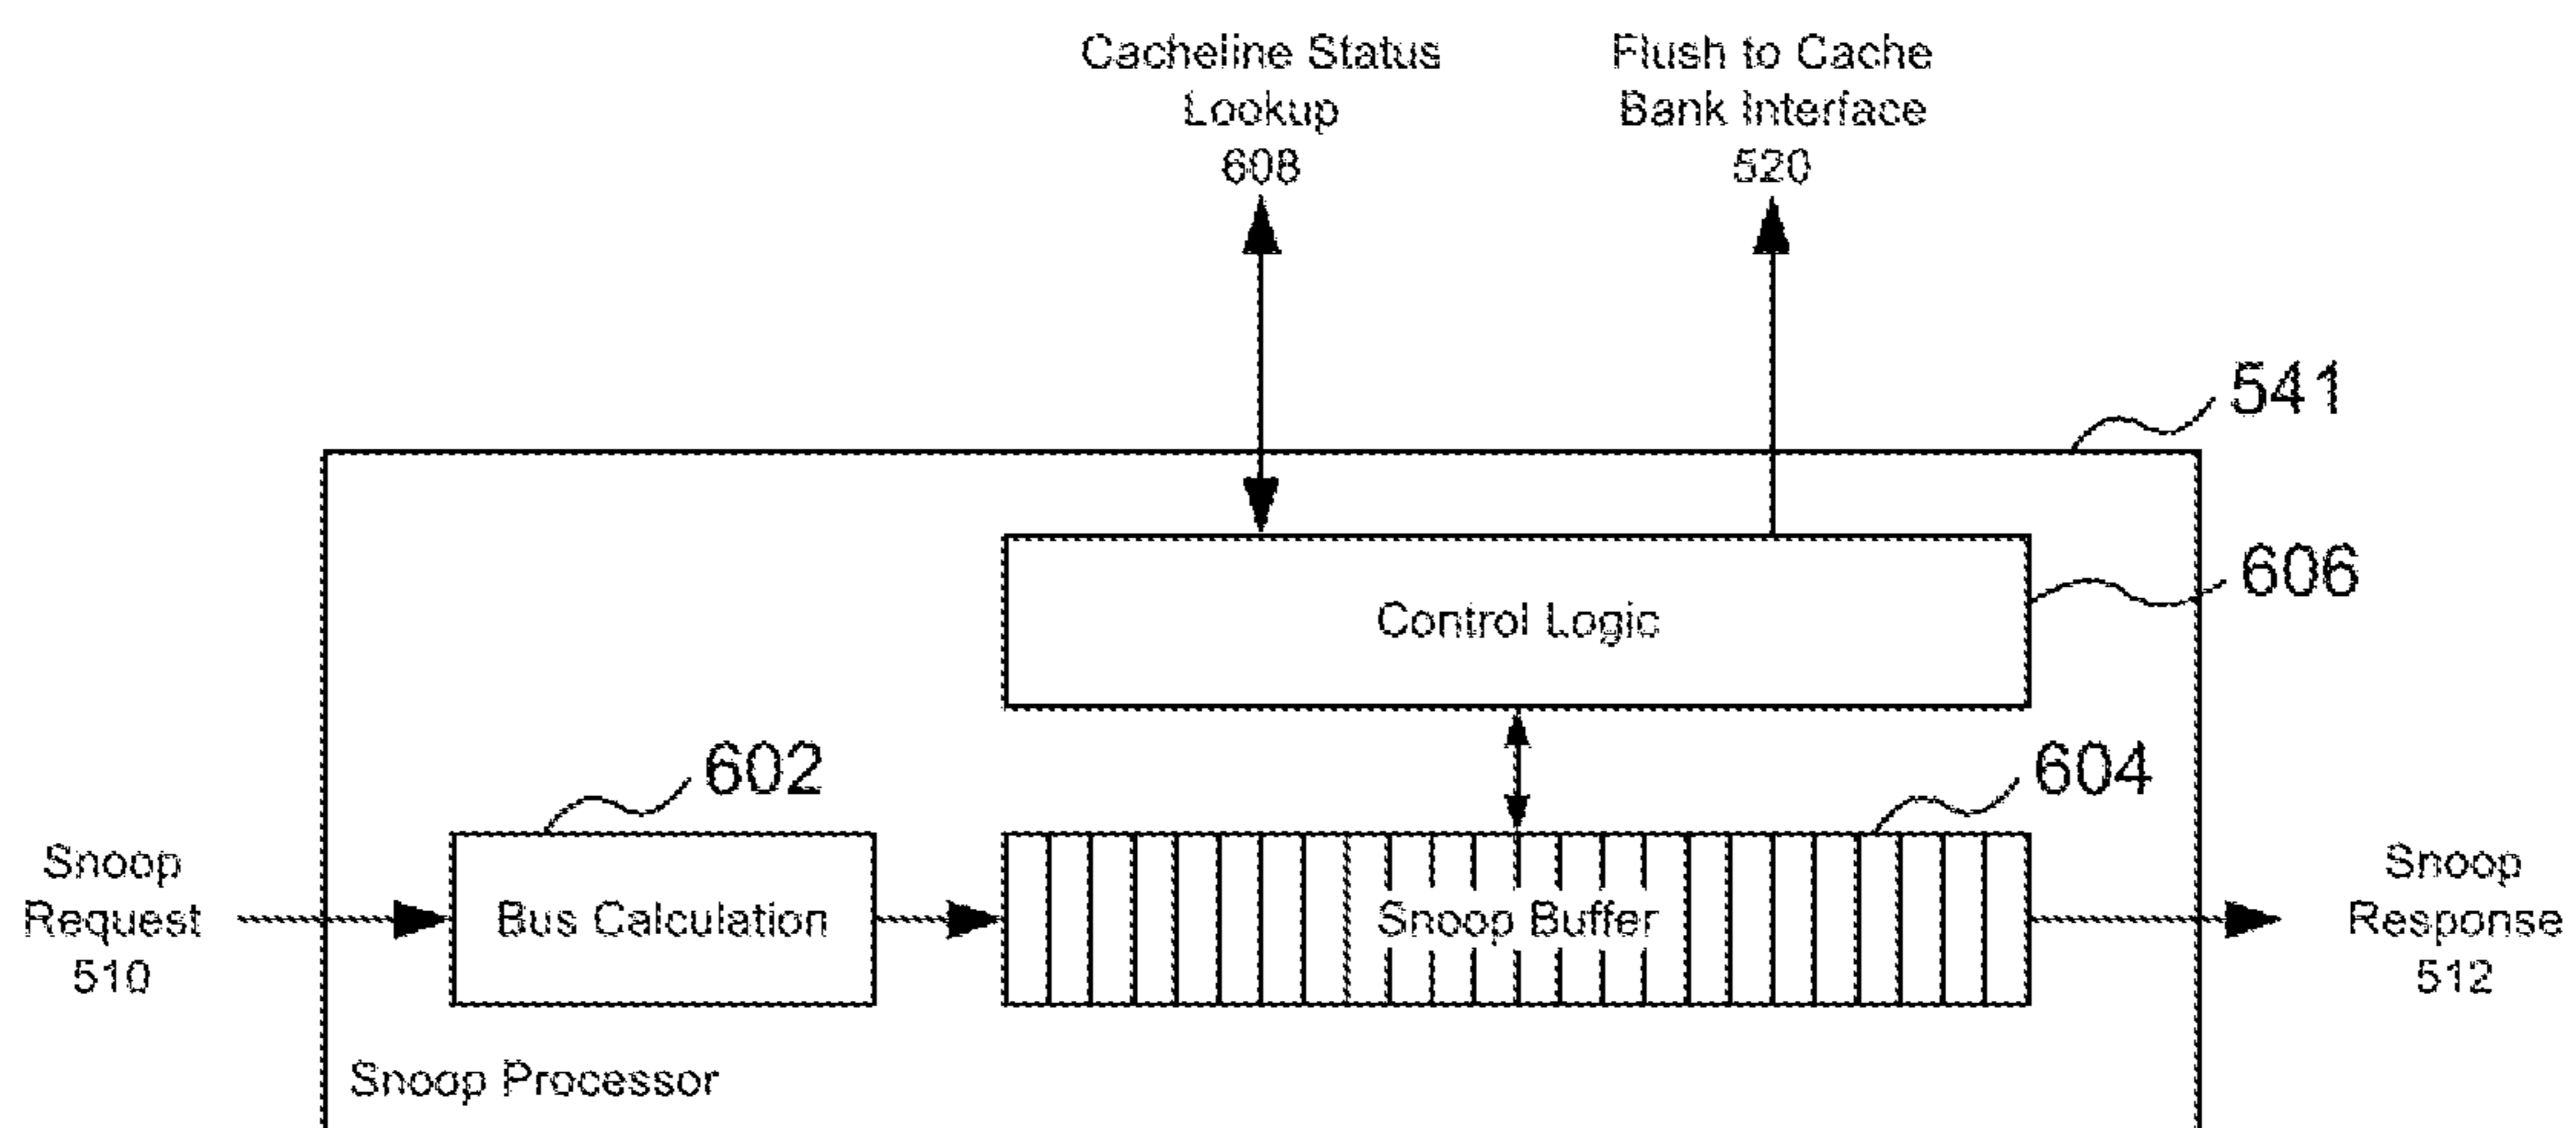 Cacheline Status
Lookup
608
Flush to Cache
Bank Interface
520
541
Control Logic
606
602
604
Snoop
Request
510
Bus Calculation
Snoop Buffer
Snoop
Response
512
Snoop Processor